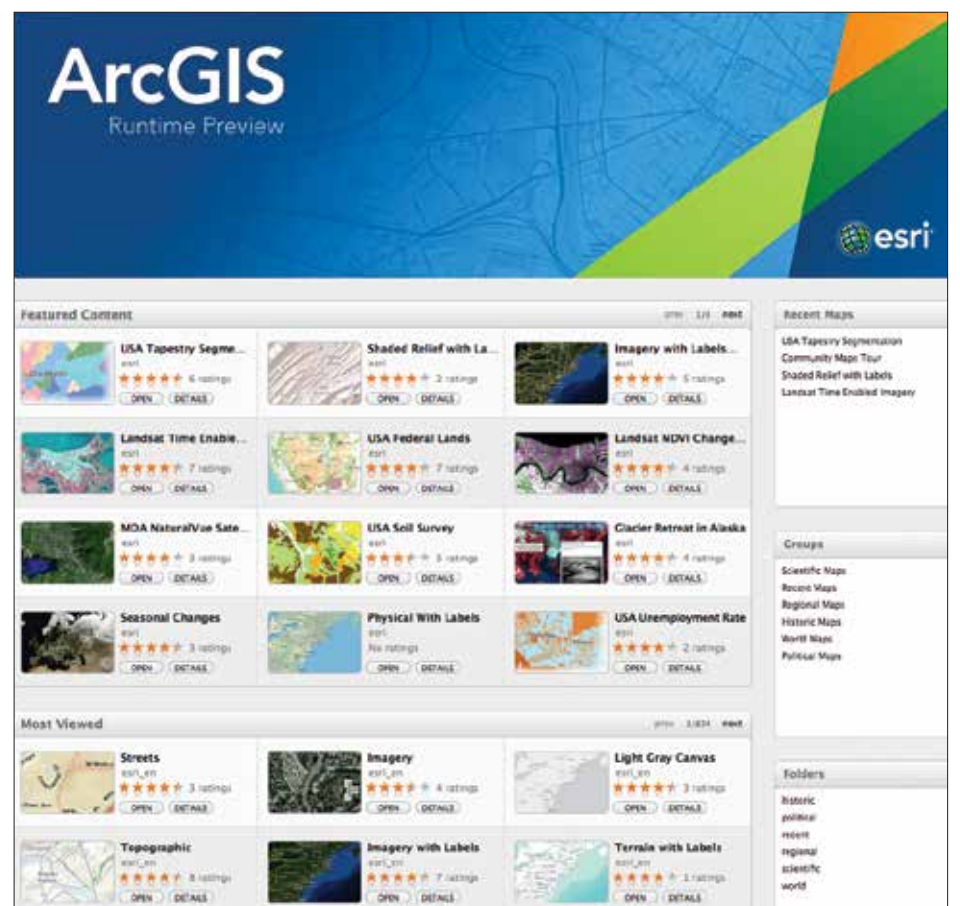 ArcGIS
Runtime Preview
esri
Featured Content
prev 1/4 next
USA Tapestry Segme...
esri
6 ratings
OPEN DETAILS
Shaded Relief with La...
esri
2 ratings
OPEN DETAILS
Imagery with Labels...
esri
5 ratings
OPEN DETAILS
Landsat Time Enable...
esri
7 ratings
OPEN DETAILS
USA Federal Lands
esri
7 ratings
OPEN DETAILS
Landsat NDVI Change...
esri
4 ratings
OPEN DETAILS
MDA NaturalVue Sate...
esri
3 ratings
OPEN DETAILS
USA Soil Survey
esri
ratings
OPEN DETAILS
Glacier Retreat in Alaska
esri
4 ratings
OPEN DETAILS
Seasonal Changes
esri
3 ratings
OPEN DETAILS
Physical With Labels
esri
No ratings
OPEN DETAILS
USA Unemployment Rate
esri
2 ratings
OPEN DETAILS
Most Viewed
prev next
Streets
esri_en
3 ratings
OPEN DETAILS
Imagery
esri_en
4 ratings
OPEN DETAILS
Light Gray Canvas
esri_en
3 ratings
OPEN DETAILS
Topographic
esri_en
8 ratings
OPEN DETAILS
Imagery with Labels
esri_en
7 ratings
OPEN DETAILS
Terrain with Labels
esri_en
ratings
OPEN DETAILS
Recent Maps
USA Tapestry Segmentation
Community Maps Tour
Shaded Relief with Labels
Landsat Time Enabled Imagery
Groups
Scientific Maps
Recent Maps
Regional Maps
Historic Maps
World Maps
Political Maps
Folders
historic
political
recent
regional
scientific
world